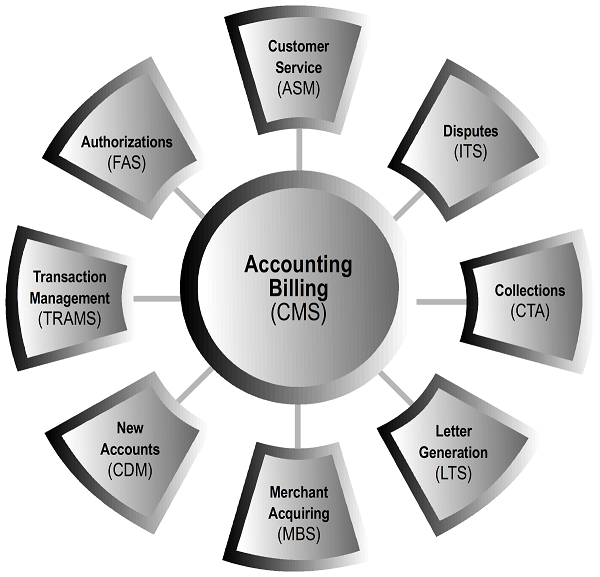 Customer
Service
(ASM)
Authorizations
(FAS)
Disputes
(ITS)
Transaction
Management
(TRAMS)
Accounting
Billing
(CMS)
Collections
(CTA)
New
Accounts
(CDM)
Letter
Generation
(LTS)
Merchant
Acquiring
(MBS)